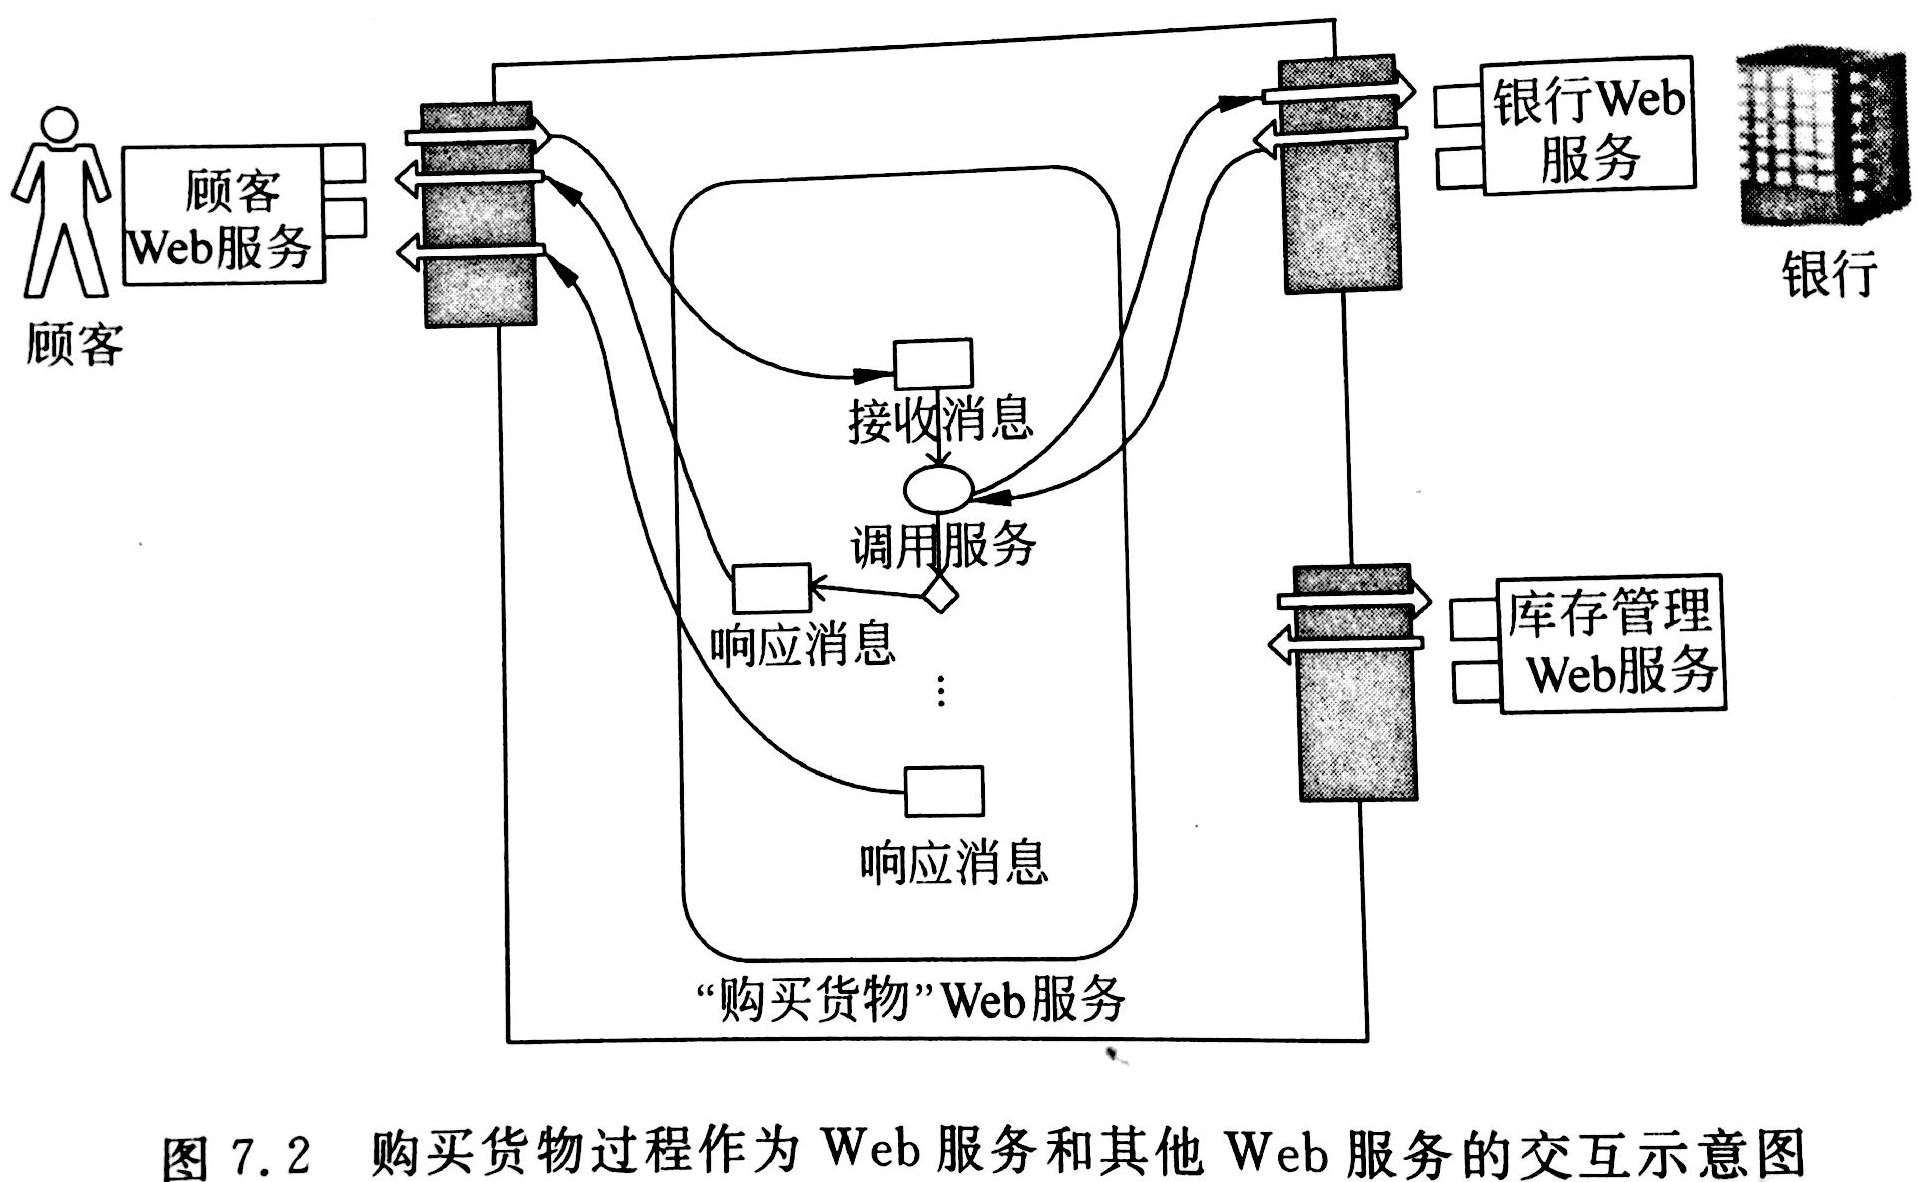 顾客
Web服务
顾客
银行Web
服务
银行
接收消息
调用服务
响应消息
⋮
响应消息
库存管理
Web服务
“购买货物”Web服务
图 7.2 购买货物过程作为 Web 服务和其他 Web 服务的交互示意图